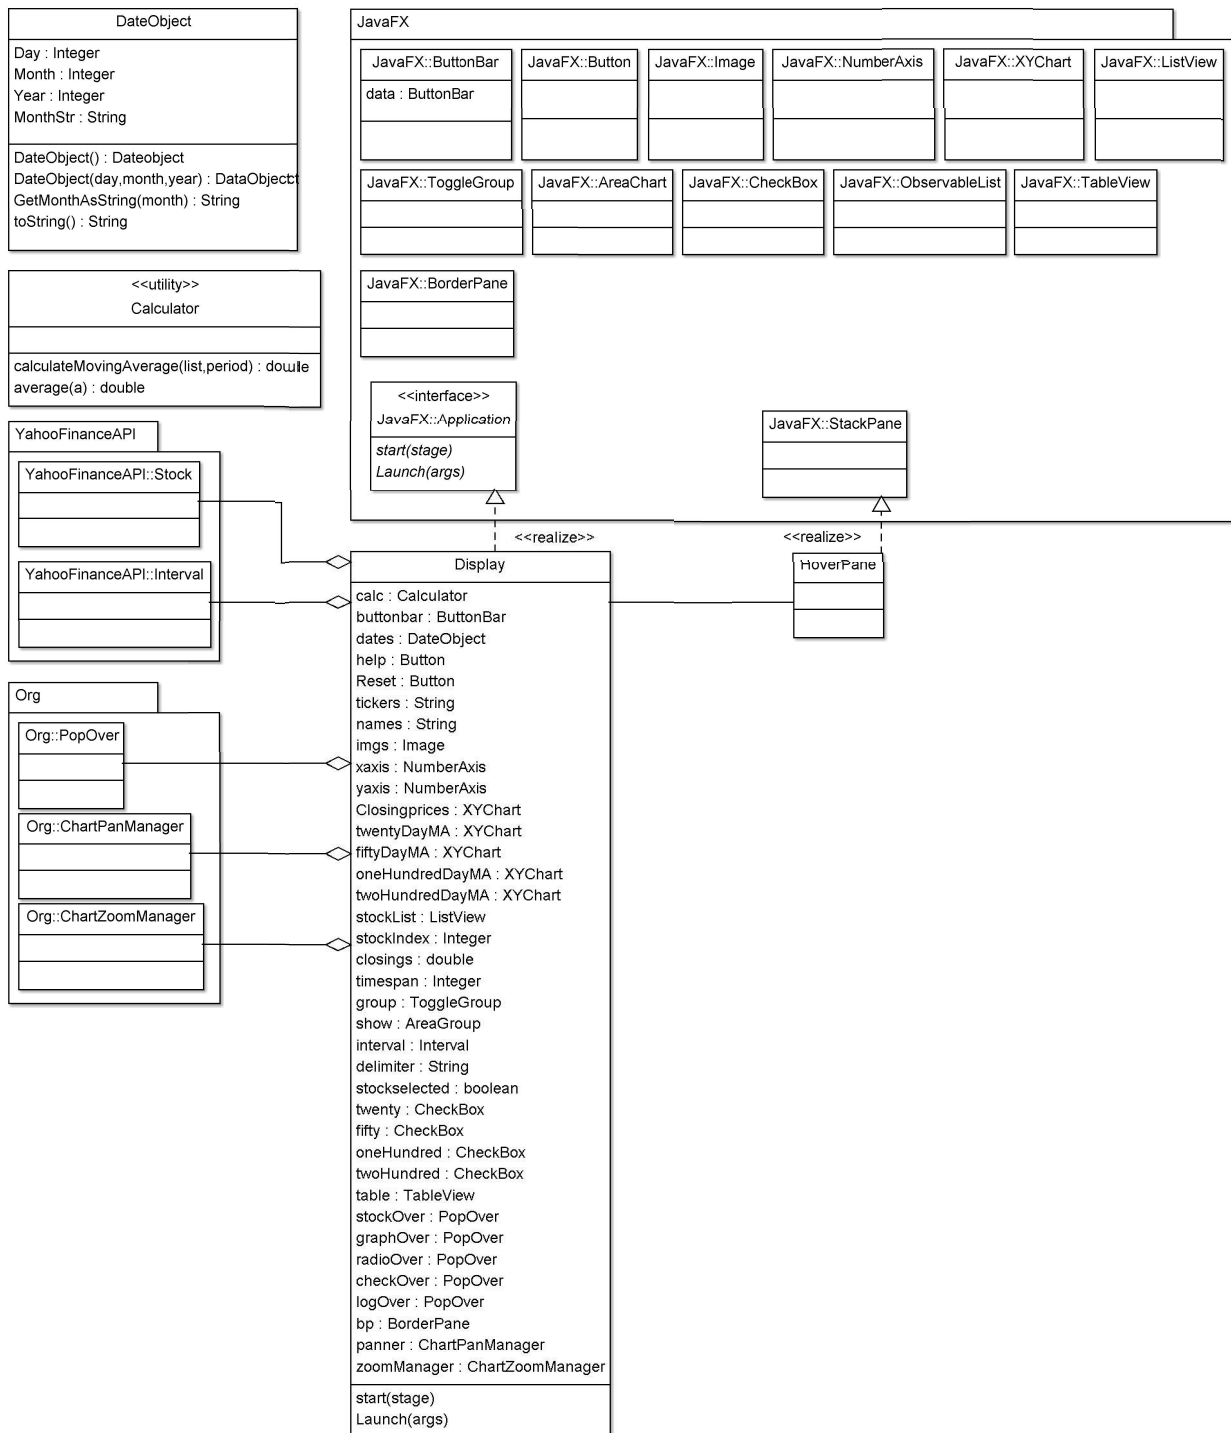 DateObject
Day : Integer
Month : Integer
Year : Integer
MonthStr : String
DateObject() : Dateobject
DateObject(day,month,year) : DataObject
GetMonthAsString(month) : String
toString() : String
<<utility>>
Calculator
calculateMovingAverage(list,period) : double
average(a) : double
JavaFX
JavaFX::ButtonBar
data : ButtonBar
JavaFX::Button
JavaFX::Image
JavaFX::NumberAxis
JavaFX::XYChart
JavaFX::ListView
JavaFX::ToggleGroup
JavaFX::AreaChart
JavaFX::CheckBox
JavaFX::ObservableList
JavaFX::TableView
JavaFX::BorderPane
<<interface>>
JavaFX::Application
start(stage)
Launch(args)
JavaFX::StackPane
YahooFinanceAPI
YahooFinanceAPI::Stock
YahooFinanceAPI::Interval
<<realize>>
<<realize>>
HoverPane
Org
Org::PopOver
Org::ChartPanManager
Org::ChartZoomManager
Display
calc : Calculator
buttonbar : ButtonBar
dates : DateObject
help : Button
Reset : Button
tickers : String
names : String
imgs : Image
xaxis : NumberAxis
yaxis : NumberAxis
Closingprices : XYChart
twentyDayMA : XYChart
fiftyDayMA : XYChart
oneHundredDayMA : XYChart
twoHundredDayMA : XYChart
stockList : ListView
stockIndex : Integer
closings : double
timespan : Integer
group : ToggleGroup
show : AreaGroup
interval : Interval
delimiter : String
stockselected : boolean
twenty : CheckBox
fifty : CheckBox
oneHundred : CheckBox
twoHundred : CheckBox
table : TableView
stockOver : PopOver
graphOver : PopOver
radioOver : PopOver
checkOver : PopOver
logOver : PopOver
bp : BorderPane
panner : ChartPanManager
zoomManager : ChartZoomManager
start(stage)
Launch(args)